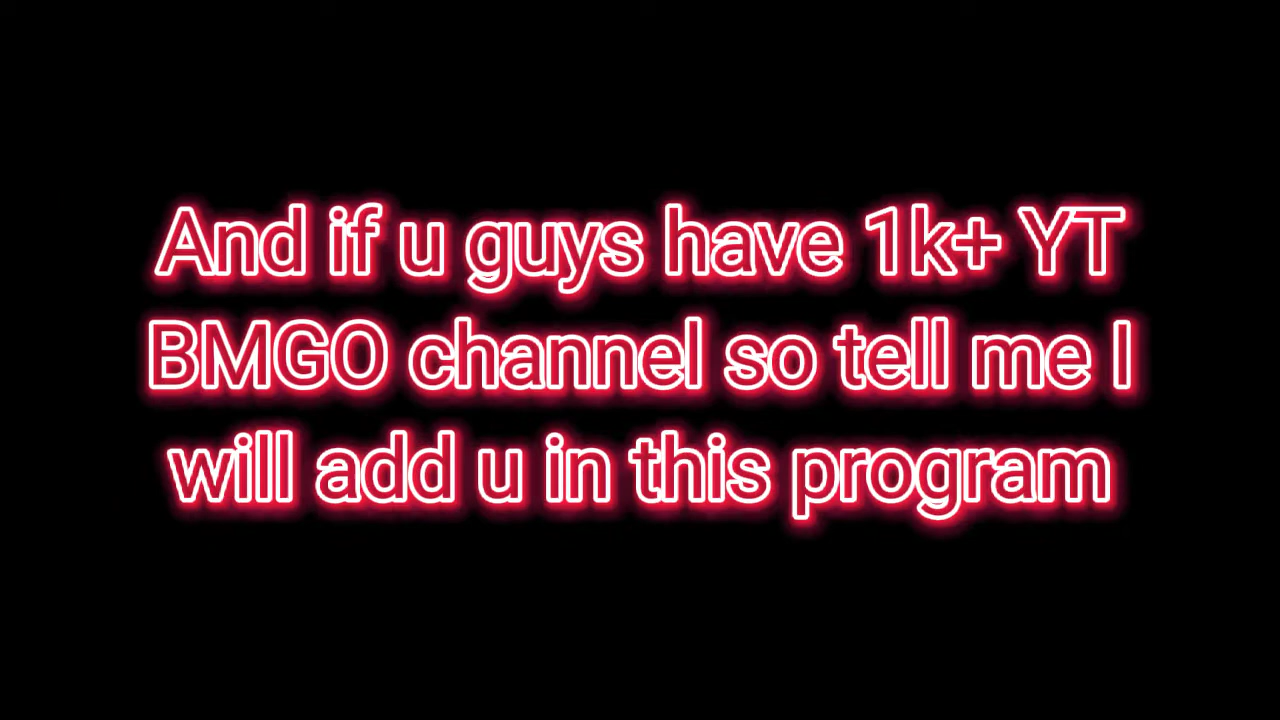 And if u guys have 1k+ YT
BMGO channel so tell me I
will add u in this program